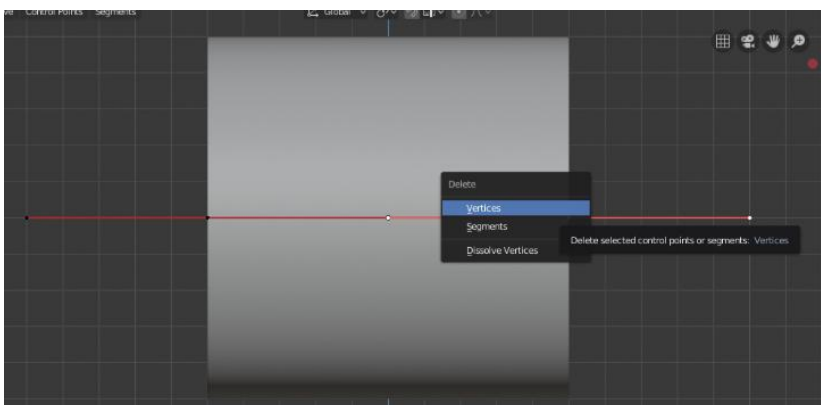 Control Points Segments Global
Delete
Vertices
Segments
Dissolve Vertices
Delete selected control points or segments: Vertices